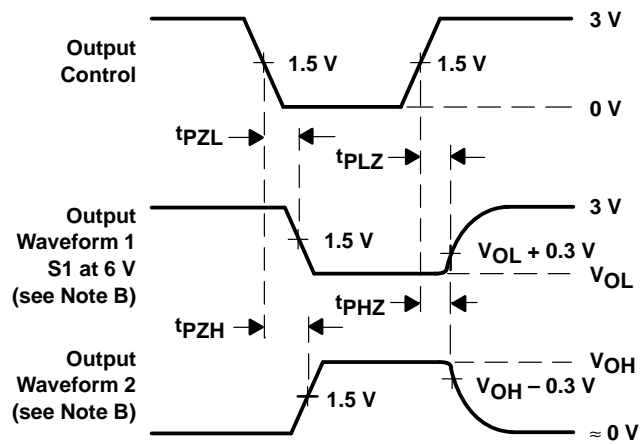 3 V
Output
Control
1.5 V
1.5 V
0 V
tPZL
tPLZ
Output
Waveform 1
S1 at 6 V
(see Note B)
3 V
1.5 V
VOL + 0.3 V
VOL
tPZH
tPHZ
Output
Waveform 2
(see Note B)
VOH
1.5 V
VOH – 0.3 V
≈ 0 V